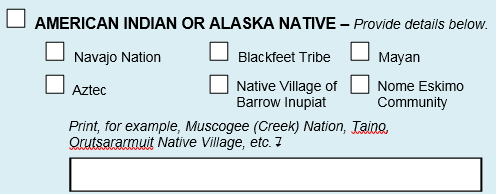 AMERICAN INDIAN OR ALASKA NATIVE – Provide details below.
Navajo Nation Blackfeet Tribe Mayan
Aztec Native Village of Barrow Inupiat Nome Eskimo Community
Print, for example, Muscogee (Creek) Nation, Taino,
Orutsararmuit Native Village, etc.↴